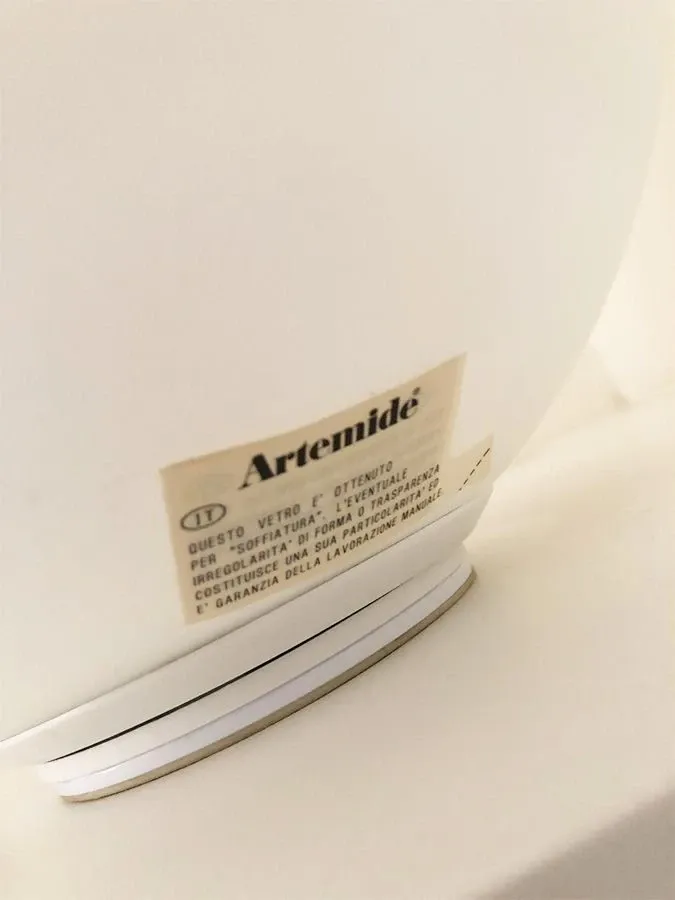 Artemide®
IT
QUESTO VETRO E' OTTENUTO
PER "SOFFIATURA". L'EVENTUALE
IRREGOLARITA' DI FORMA O TRASPARENZA
COSTITUISCE UNA SUA PARTICOLARITA' ED
E' GARANZIA DELLA LAVORAZIONE MANUALE.